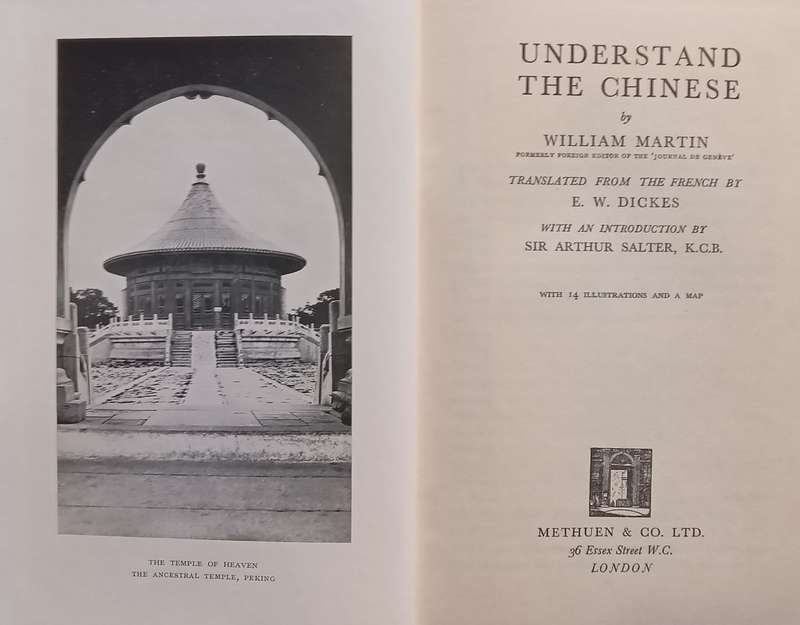 THE TEMPLE OF HEAVEN
THE ANCESTRAL TEMPLE, PEKING
UNDERSTAND
THE CHINESE
by
WILLIAM MARTIN
FORMERLY FOREIGN EDITOR OF THE 'JOURNAL DE GENÈVE'
TRANSLATED FROM THE FRENCH BY
E. W. DICKES
WITH AN INTRODUCTION BY
SIR ARTHUR SALTER, K.C.B.
WITH 14 ILLUSTRATIONS AND A MAP
METHUEN & CO. LTD.
36 Essex Street W.C.
LONDON